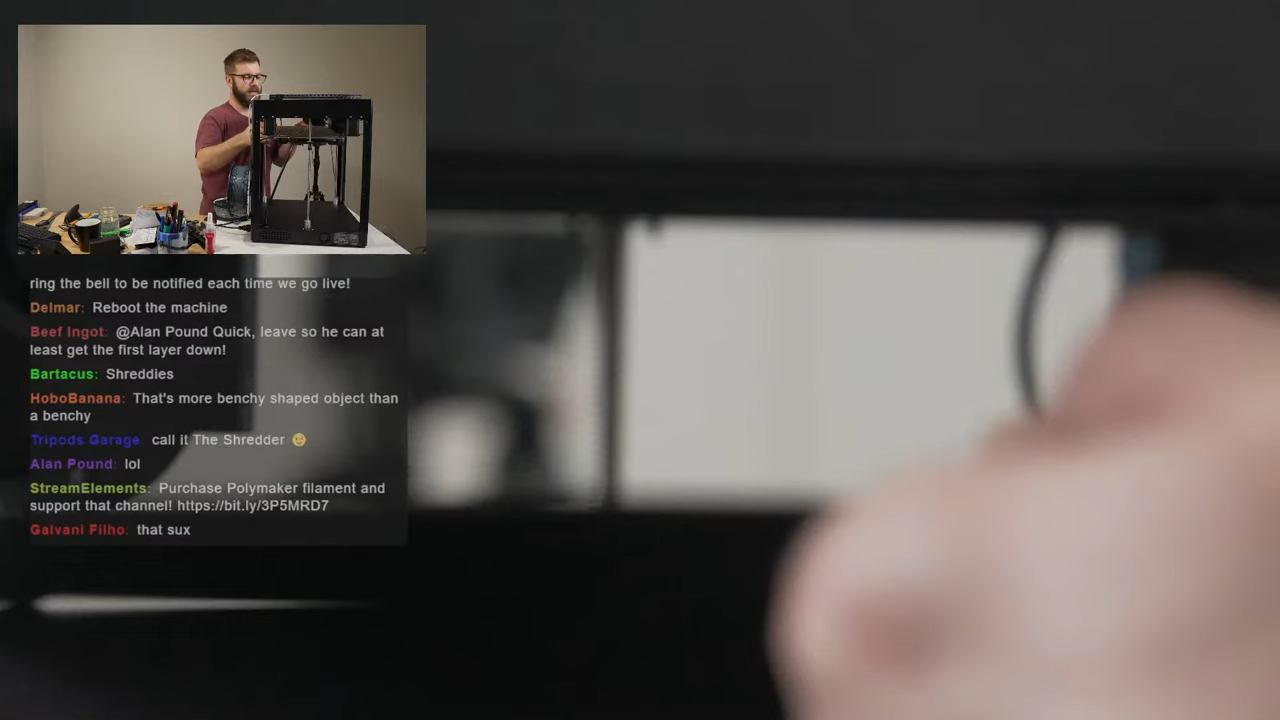 ring the bell to be notified each time we go live!
Delmar: Reboot the machine
Beef Ingot: @Alan Pound Quick, leave so he can at
least get the first layer down!
Bartacus: Shreddies
HoboBanana: That's more benchy shaped object than
a benchy
Tripods Garage: call it The Shredder 🤣
Alan Pound: lol
StreamElements: Purchase Polymaker filament and
support that channel! https://bit.ly/3P5MRD7
Galvani Filho: that sux